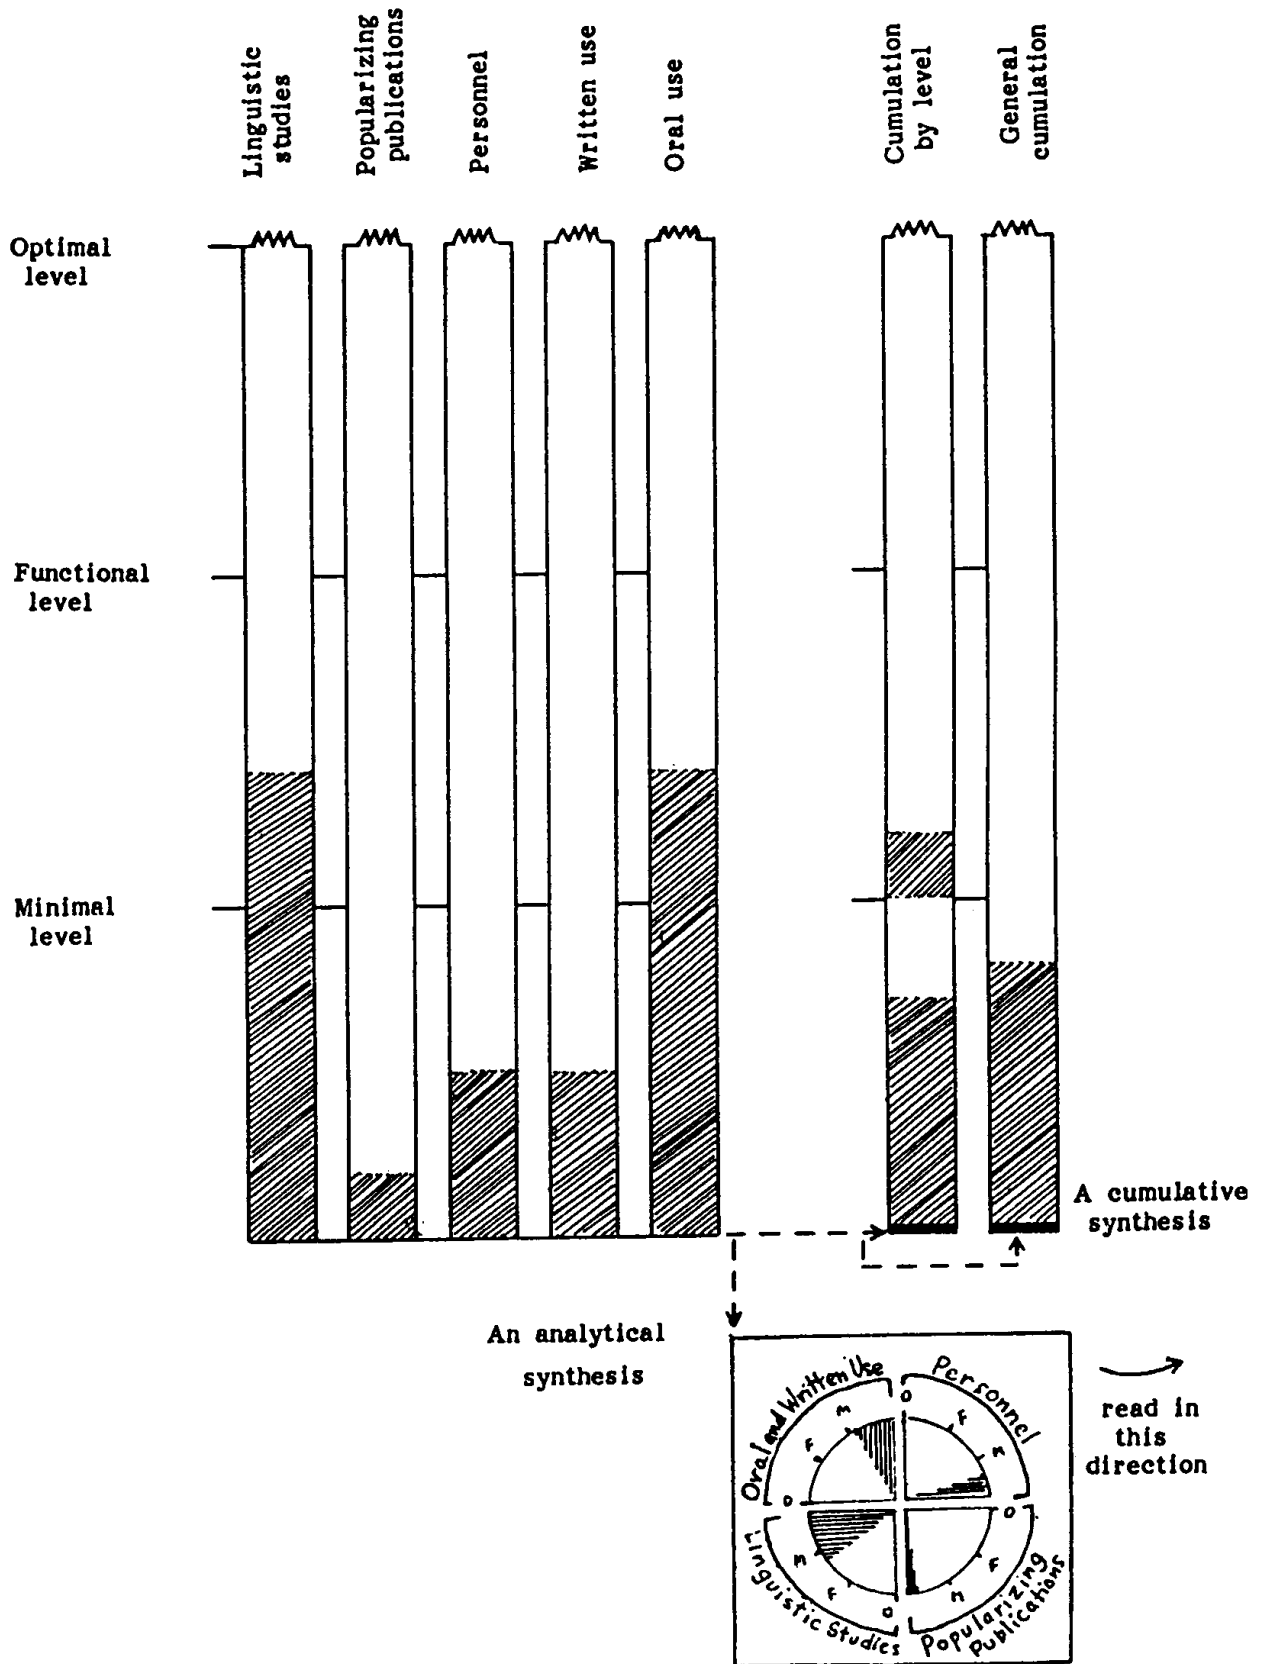 Linguistic
studies
Popularizing
publications
Personnel
Written use
Oral use
Cumulation
by level
General
cumulation
Optimal
level
Functional
level
Minimal
level
A cumulative
synthesis
An analytical
synthesis
read in
this
direction
Oral and Written Use
O
F
M
Personnel
O
F
M
Linguistic Studies
M
F
O
Popularizing
Publications
O
F
M